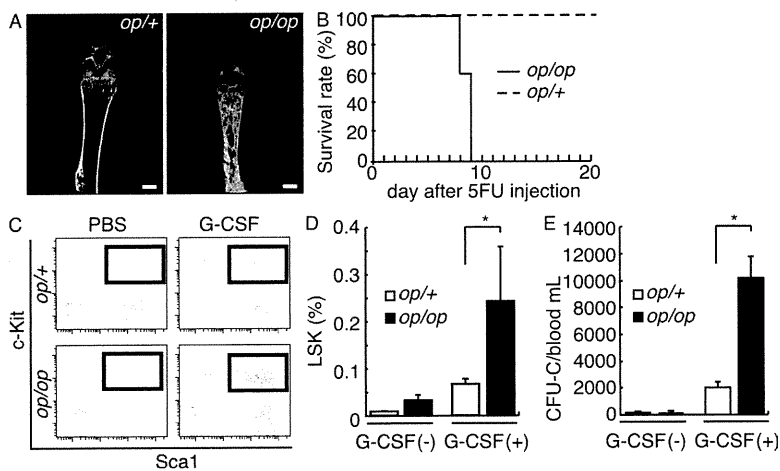 A
op/+
op/op
B
Survival rate (%)
100
80
60
40
20
0
op/op
op/+
0
10
20
day after 5FU injection
C
PBS
G-CSF
c-Kit
op/+
op/op
Sca1
D
LSK (%)
0.4
0.3
0.2
0.1
0
op/+
op/op
*
G-CSF(-)
G-CSF(+)
E
CFU-C/blood mL
14000
12000
10000
8000
6000
4000
2000
0
op/+
op/op
*
G-CSF(-)
G-CSF(+)